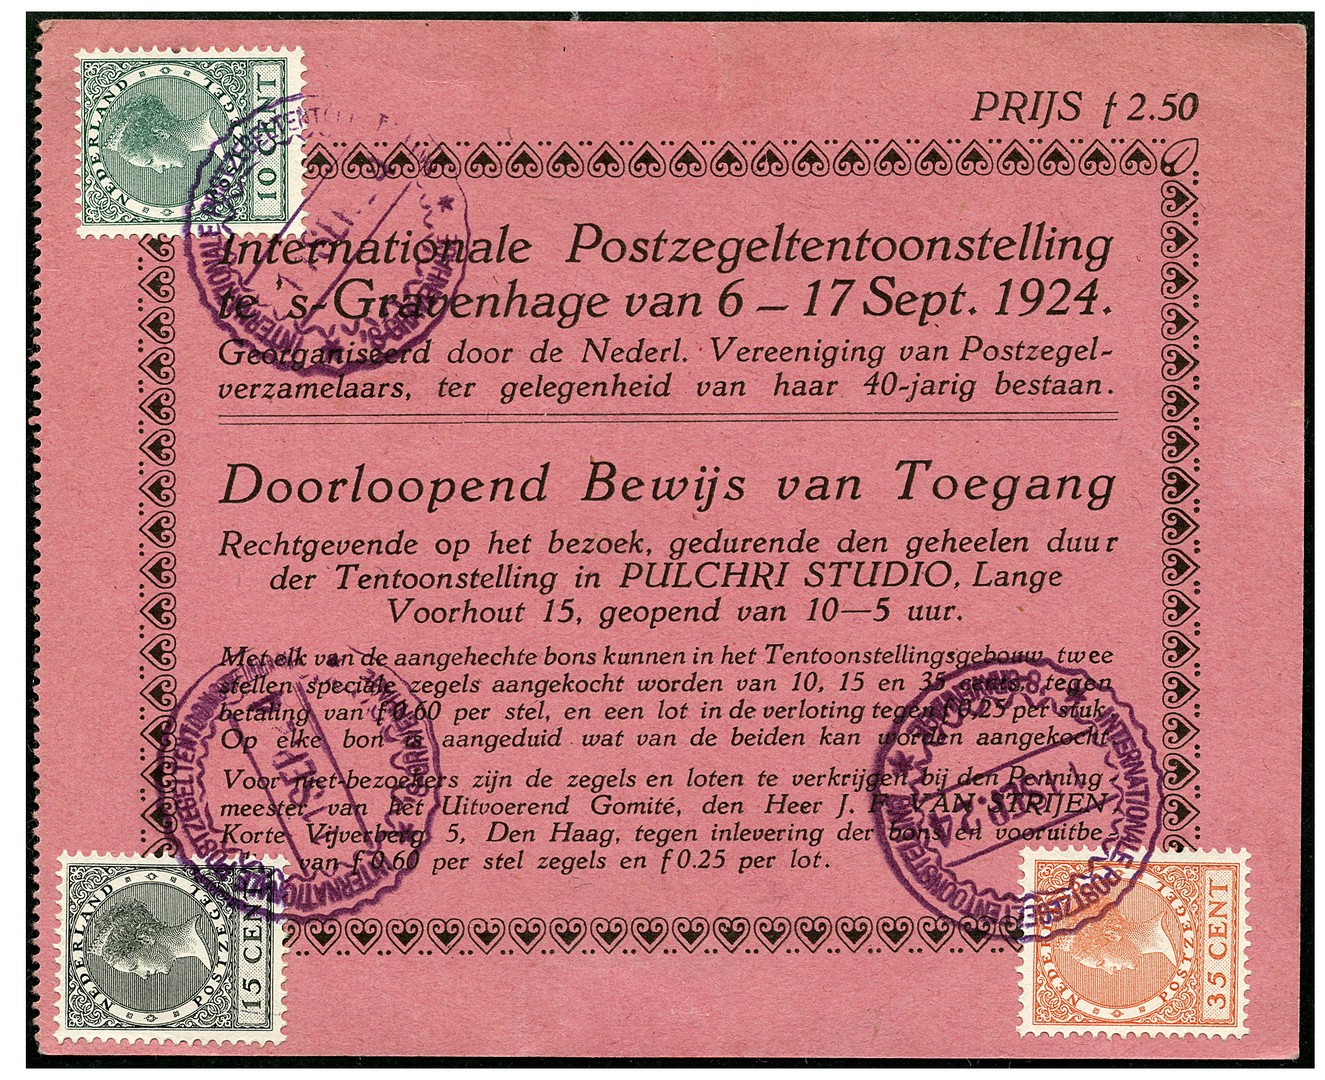 PRIJS f 2.50
NEDERLAND POSTZEGEL 10 CENT
Internationale Postzegeltentoonstelling
te 's-Gravenhage van 6 – 17 Sept. 1924.
Georganiseerd door de Nederl. Vereeniging van Postzegel-
verzamelaars, ter gelegenheid van haar 40-jarig bestaan.
Doorloopend Bewijs van Toegang
Rechtgevende op het bezoek, gedurende den geheelen duur
der Tentoonstelling in PULCHRI STUDIO, Lange
Voorhout 15, geopend van 10—5 uur.
Met elk van de aangehechte bons kunnen in het Tentoonstellingsgebouw twee
stellen speciale zegels aangekocht worden van 10, 15 en 35 cents, tegen
betaling van f 0,60 per stel, en een lot in de verloting tegen f 0,25 per stuk.
Op elke bon is aangeduid wat van de beiden kan worden aangekocht
Voor niet-bezoekers zijn de zegels en loten te verkrijgen bij den Penning-
meester van het Uitvoerend Gomité, den Heer J. F. VAN STRIJEN,
Korte Vijverberg 5, Den Haag, tegen inlevering der bons en vooruitbe-
van f 0.60 per stel zegels en f 0.25 per lot.
NEDERLAND POSTZEGEL 15 CENT
NEDERLAND POSTZEGEL 35 CENT
INTERNATIONALE POSTZEGELTENTOONSTELLING